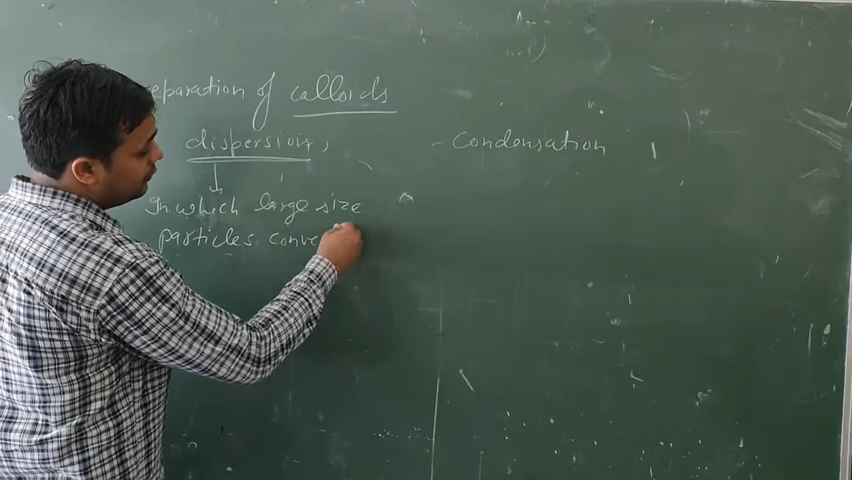 eparation of colloids
dispersion, - Condensation
In which large size
particles conve